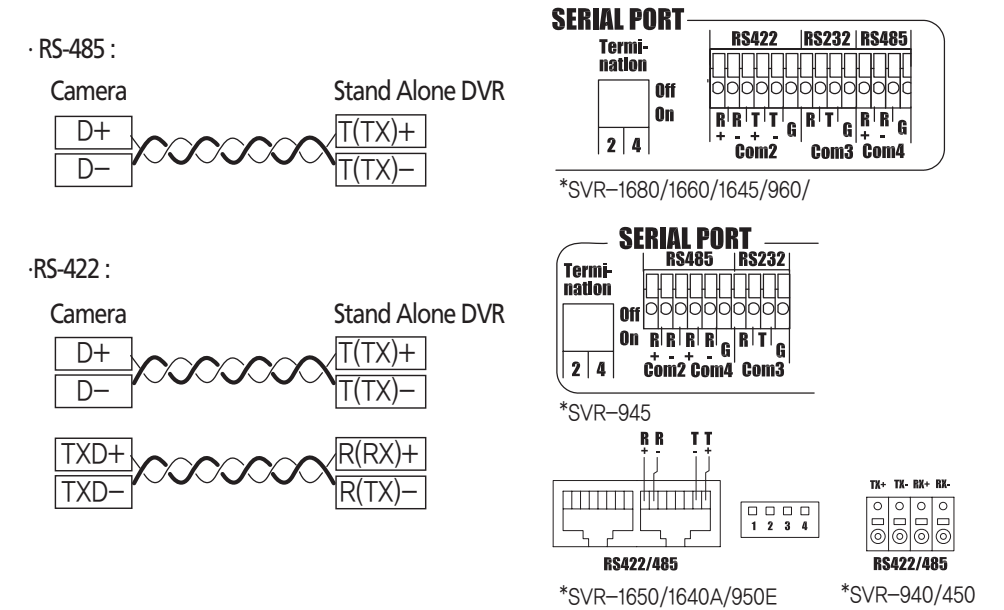 · RS-485 :
Camera
Stand Alone DVR
D+
T(TX)+
D−
T(TX)−
·RS-422 :
Camera
Stand Alone DVR
D+
T(TX)+
D−
T(TX)−
TXD+
R(RX)+
TXD−
R(TX)−
SERIAL PORT
Termi-
nation
RS422 RS232 RS485
Off
On
2 4
R R T T G R T G R R G
+ - + - + -
Com2 Com3 Com4
*SVR−1680/1660/1645/960/
SERIAL PORT
RS485 RS232
Termi-
nation
Off
On
2 4
R R R R G R T G
+ - + -
Com2 Com4 Com3
*SVR−945
R R T T
+ - - +
1 2 3 4
RS422/485
*SVR−1650/1640A/950E
TX+ TX- RX+ RX-
RS422/485
*SVR−940/450